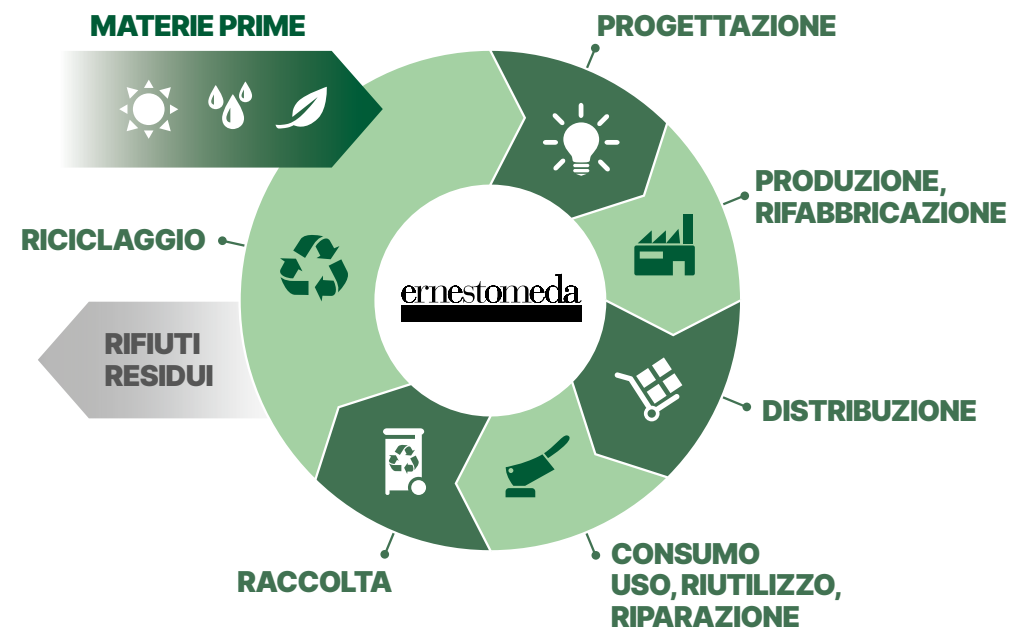 MATERIE PRIME
PROGETTAZIONE
PRODUZIONE,
RIFABBRICAZIONE
RICICLAGGIO
ernestomeda
RIFIUTI
RESIDUI
DISTRIBUZIONE
CONSUMO
USO, RIUTILIZZO,
RIPARAZIONE
RACCOLTA